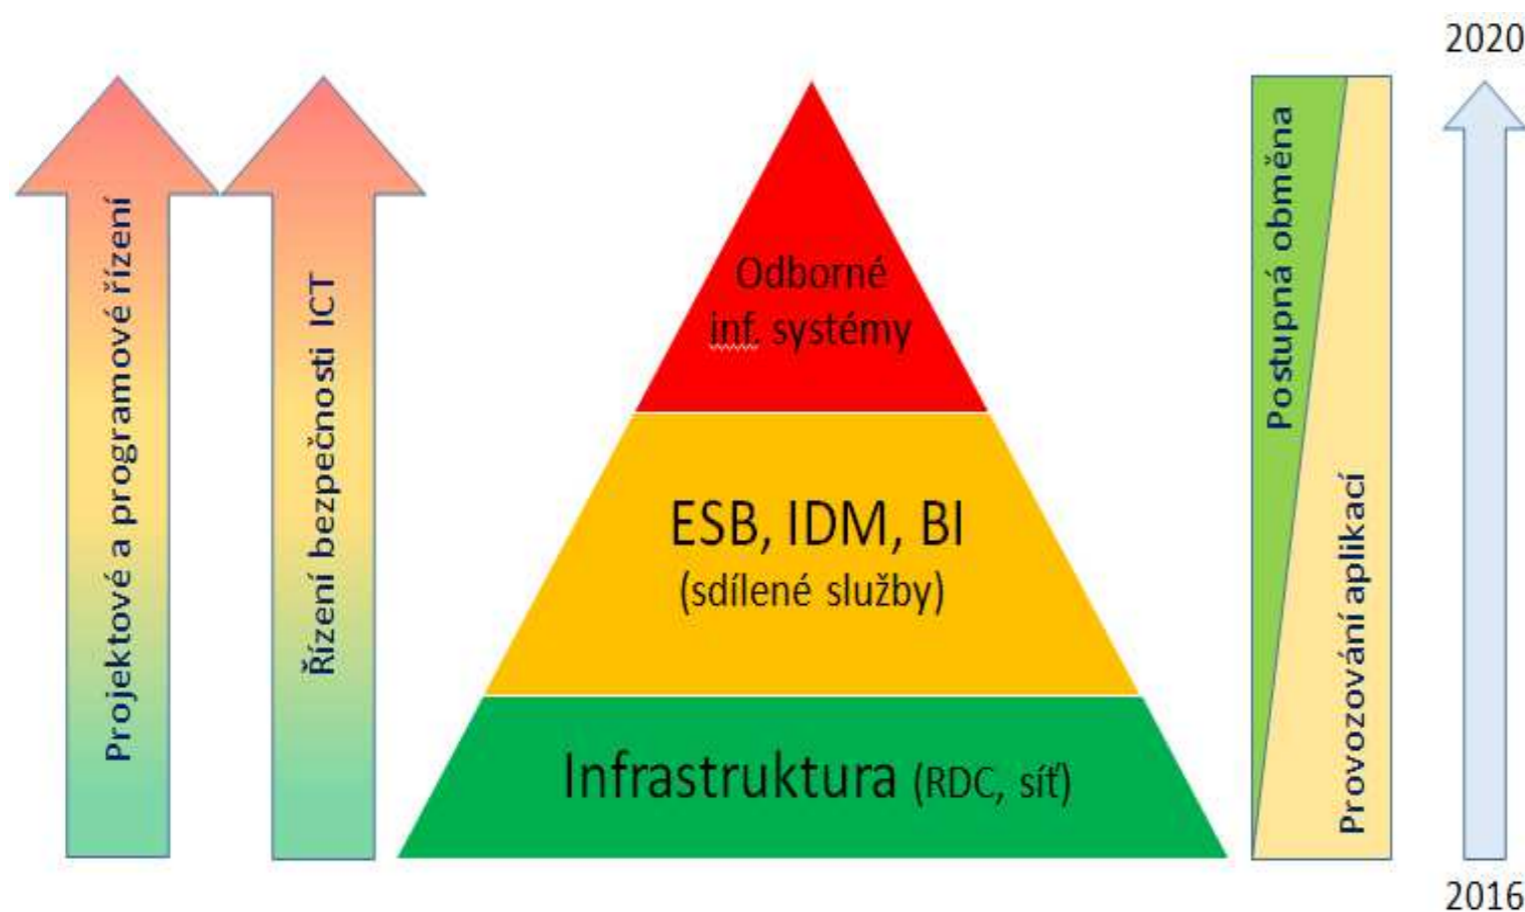 2020
Projektové a programové řízení
Řízení bezpečnosti ICT
Odborné
inf. systémy
ESB, IDM, BI
(sdílené služby)
Infrastruktura (RDC, síť)
Postupná obměna
Provozování aplikací
2016